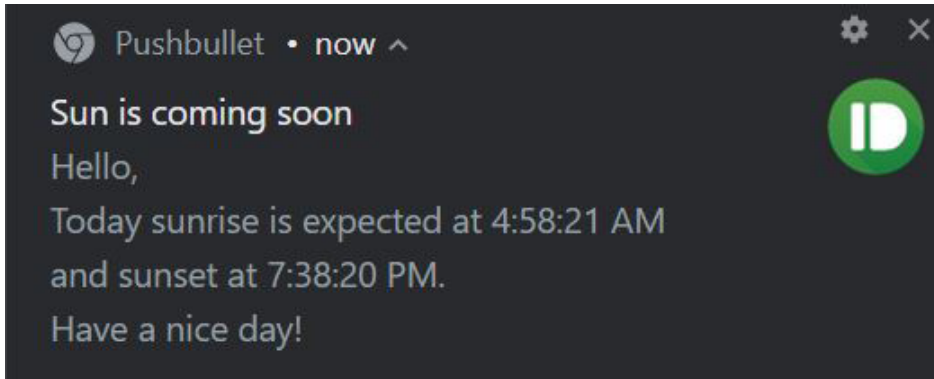 Pushbullet • now
Sun is coming soon
Hello,
Today sunrise is expected at 4:58:21 AM
and sunset at 7:38:20 PM.
Have a nice day!